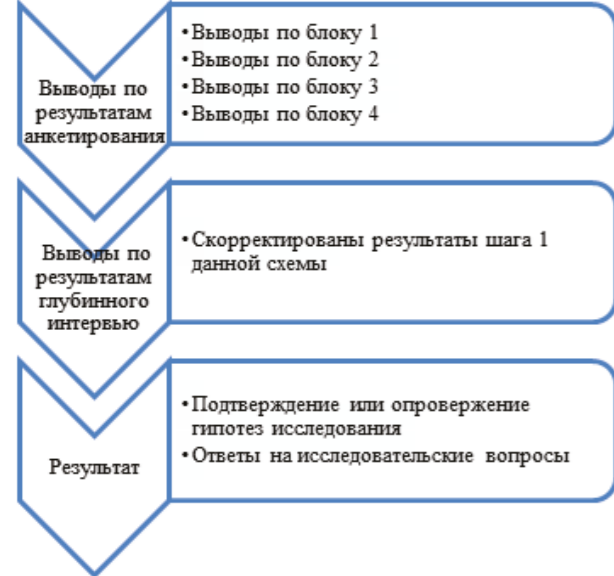 Выводы по
результатам
анкетирования
•Выводы по блоку 1
•Выводы по блоку 2
•Выводы по блоку 3
•Выводы по блоку 4
Выводы по
результатам
глубинного
интервью
•Скорректированы результаты шага 1
данной схемы
Результат
•Подтверждение или опровержение
гипотез исследования
•Ответы на исследовательские вопросы